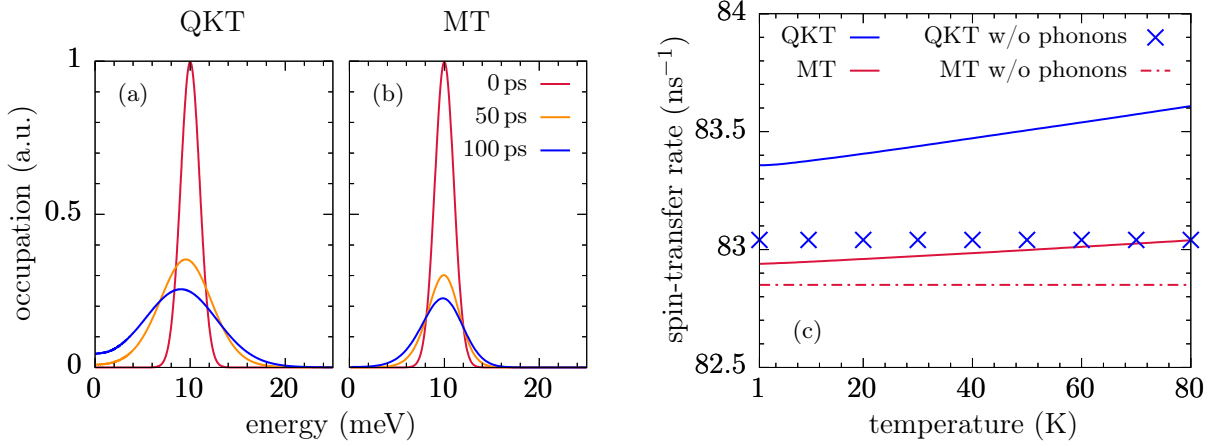 QKT
MT
(a)
(b)
0 ps
50 ps
100 ps
1
0.5
0
occupation (a.u.)
0
10
20
0
10
20
energy (meV)
QKT
MT
QKT w/o phonons
MT w/o phonons
84
83.5
83
82.5
spin-transfer rate (ns⁻¹)
(c)
1
20
40
60
80
temperature (K)